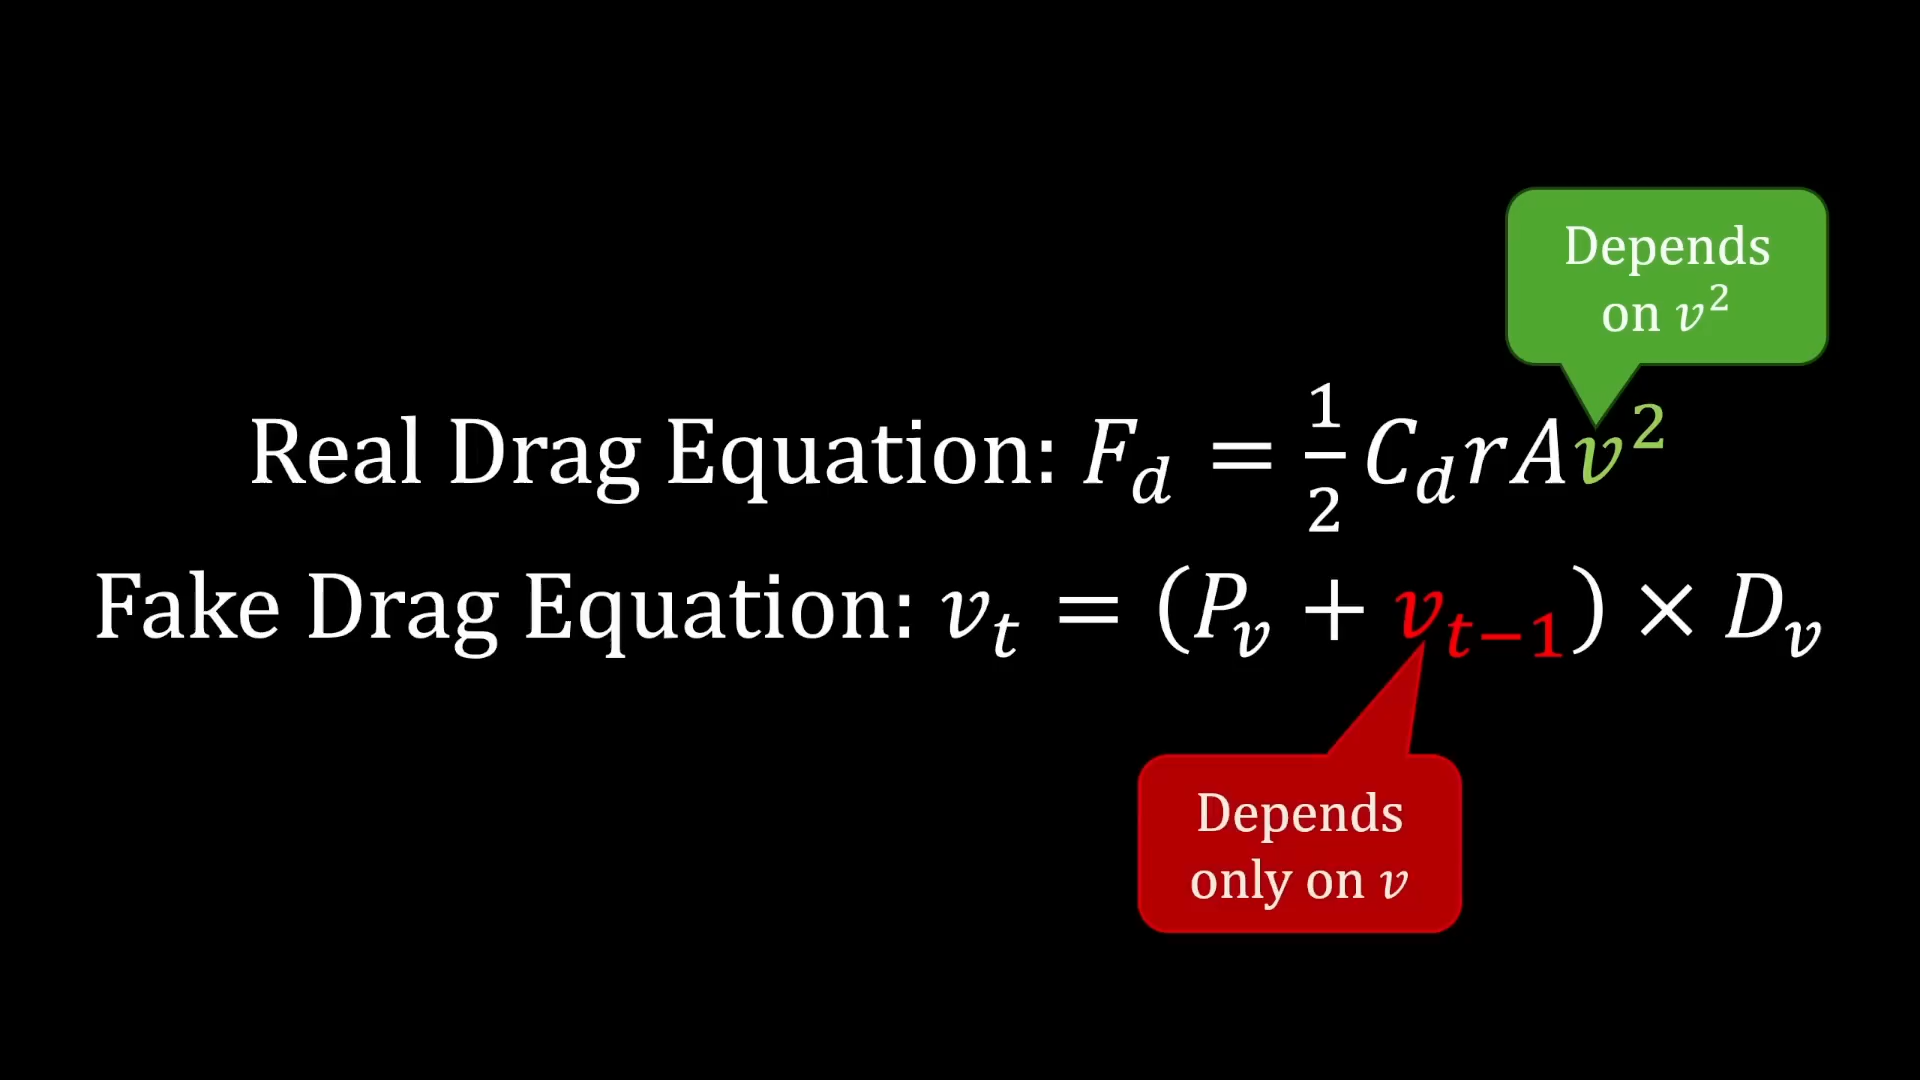 Depends
on v²
Real Drag Equation: F_d = ½ C_d r A v²
Fake Drag Equation: v_t = (P_v + v_{t−1}) × D_v
Depends
only on v